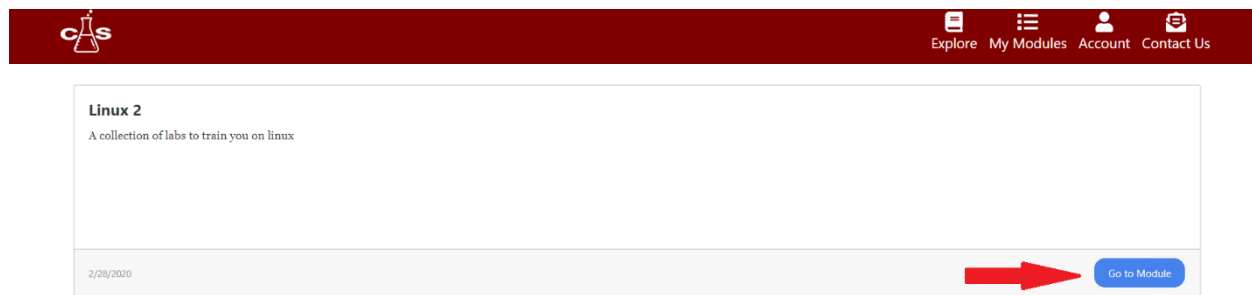 cs
Explore My Modules Account Contact Us
Linux 2
A collection of labs to train you on linux
2/28/2020
Go to Module